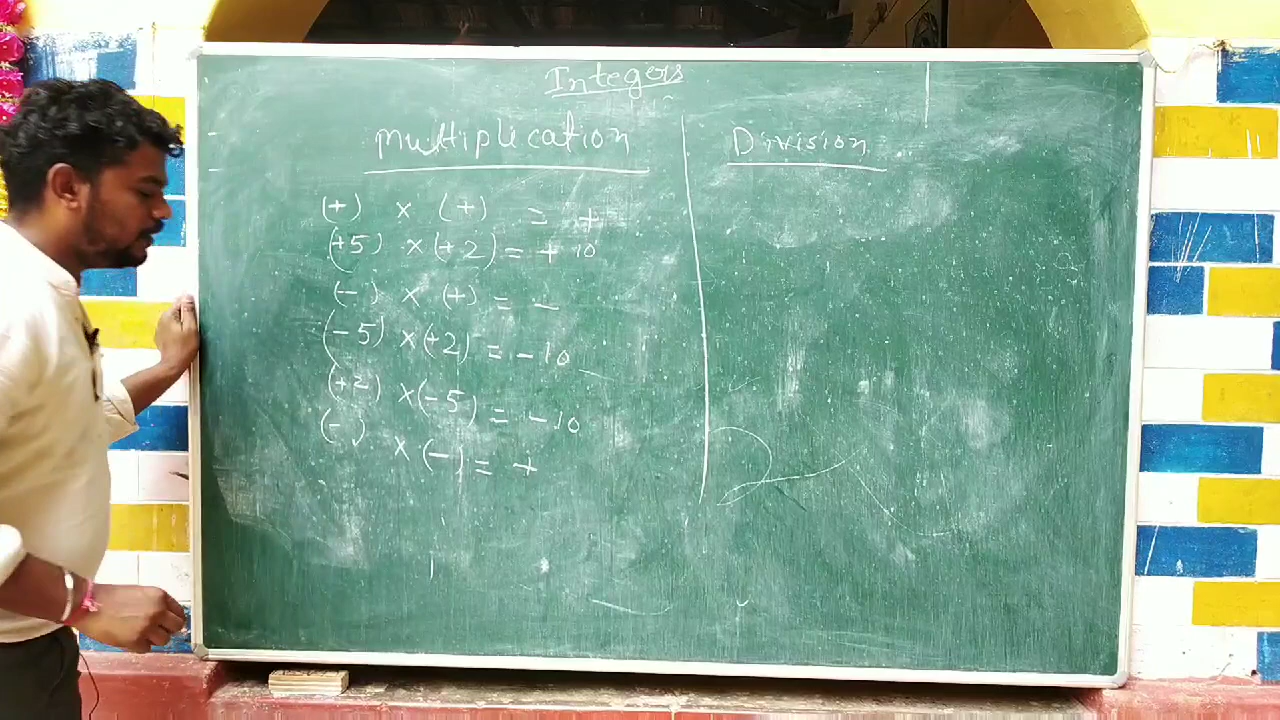 Integers
multiplication
(+) × (+) = +
(+5) × (+2) = + 10
(-) × (+) = -
(-5) × (+2) = - 10
(+2) × (-5) = - 10
(-) × (-) = +
Division